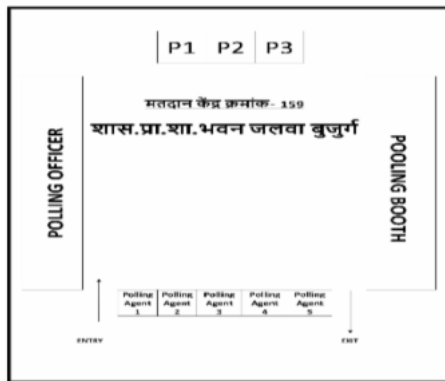 P1 P2 P3
मतदान केंद्र क्रमांक- 159
शास.प्रा.शा.भवन जलवा बुजुर्ग
POLLING OFFICER
POOLING BOOTH
Polling Agent 1
Polling Agent 2
Polling Agent 3
Polling Agent 4
Polling Agent 5
ENTRY
EXIT